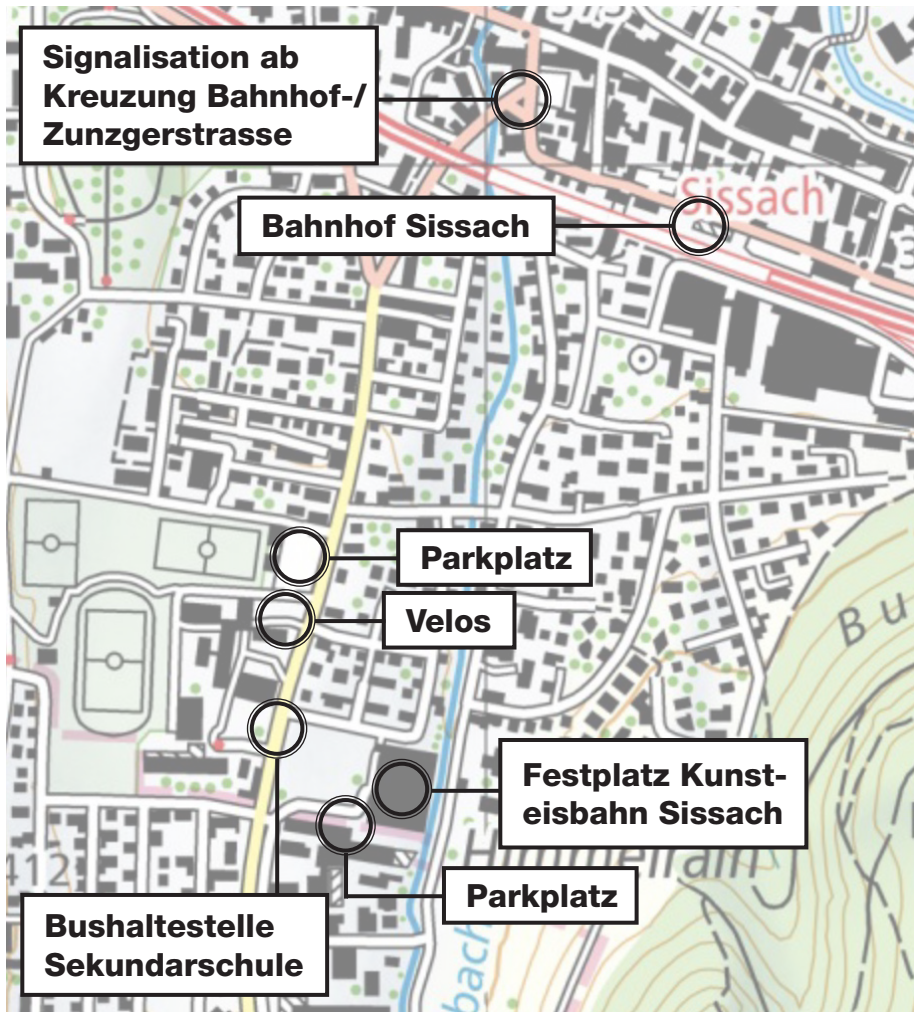 Signalisation ab
Kreuzung Bahnhof-/
Zunzgerstrasse
Sissach
Bahnhof Sissach
Parkplatz
Velos
Bu
Festplatz Kunst-
eisbahn Sissach
412
Parkplatz
Bushaltestelle
Sekundarschule
bach